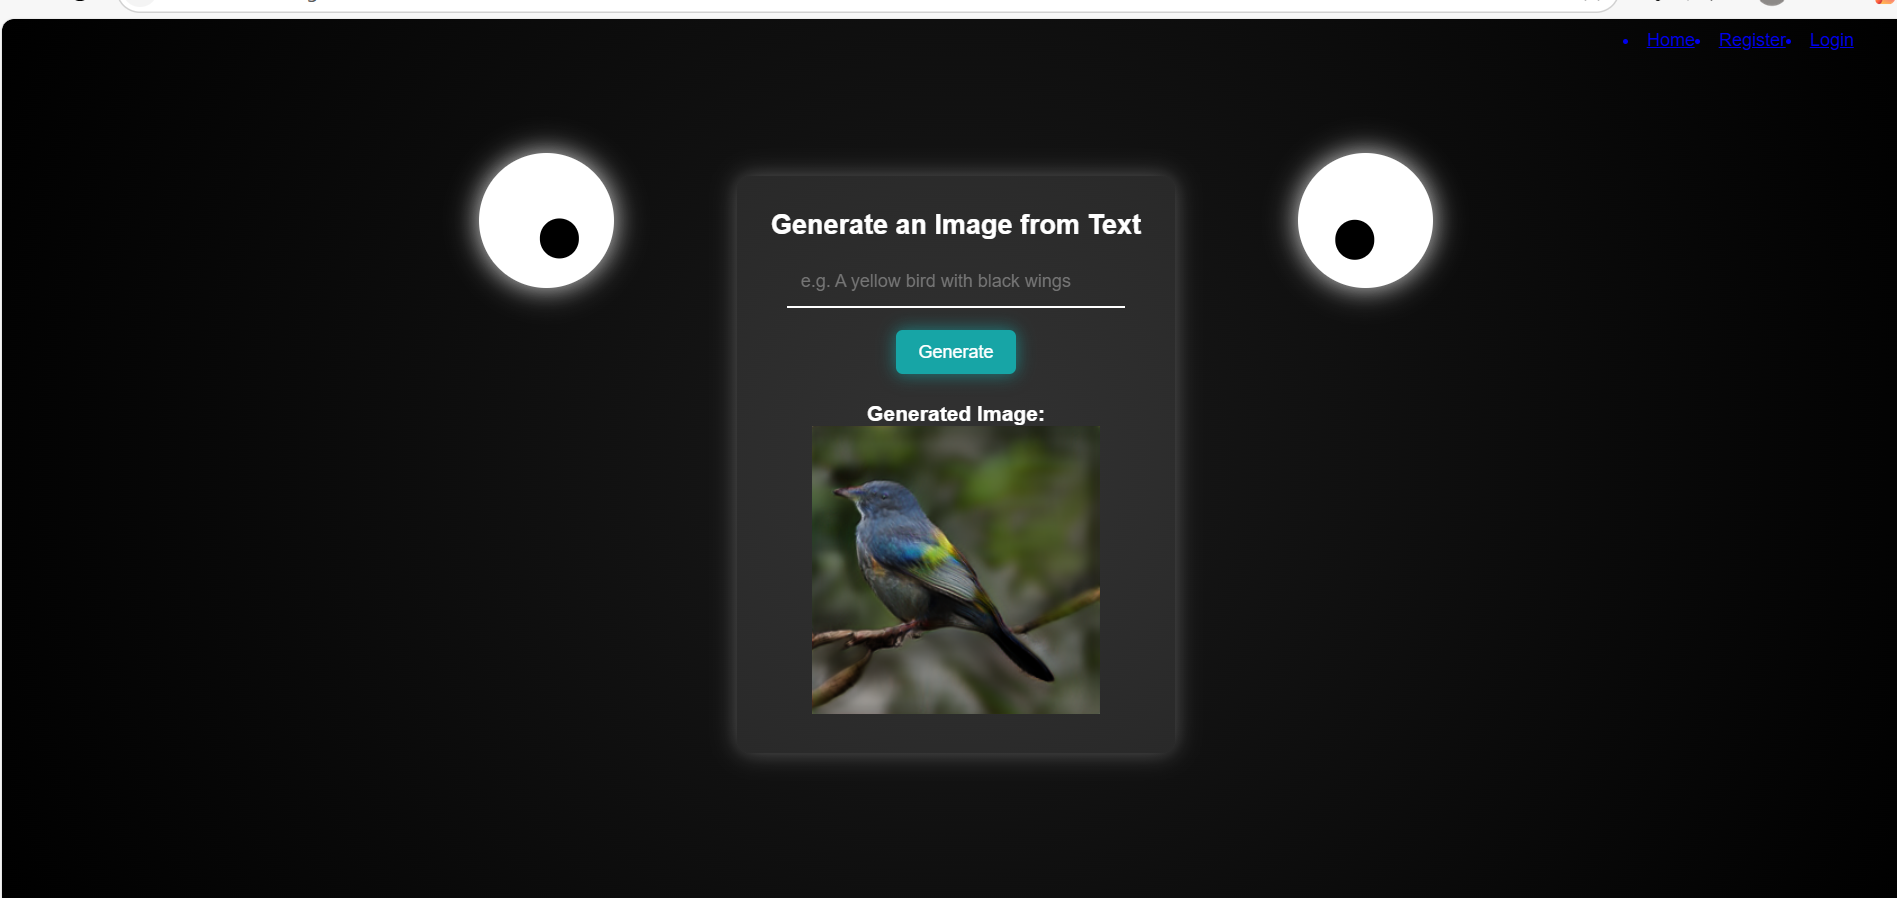 Home Register Login
Generate an Image from Text
e.g. A yellow bird with black wings
Generate
Generated Image: